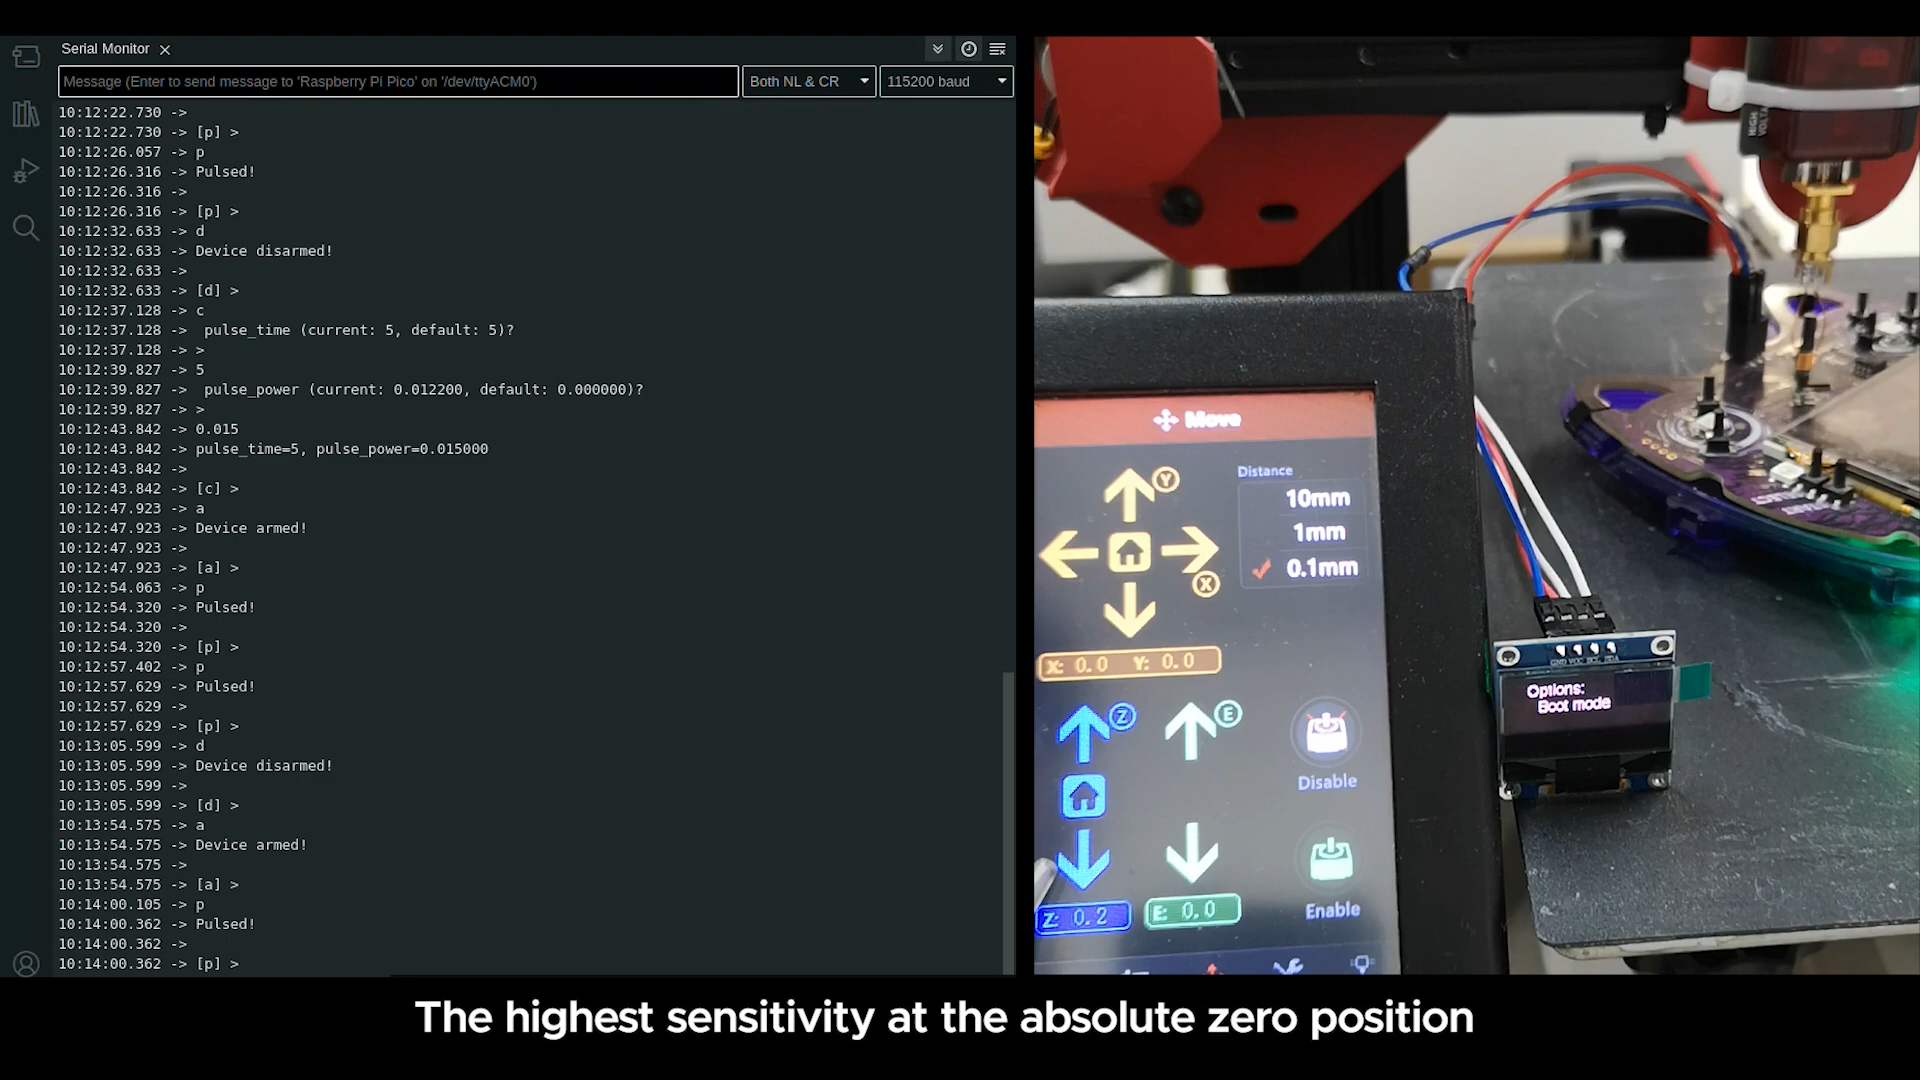 Serial Monitor
Message (Enter to send message to 'Raspberry Pi Pico' on '/dev/ttyACM0')
Both NL & CR
115200 baud
10:12:22.730 ->
10:12:22.730 -> [p] >
10:12:26.057 -> p
10:12:26.316 -> Pulsed!
10:12:26.316 ->
10:12:26.316 -> [p] >
10:12:32.633 -> d
10:12:32.633 -> Device disarmed!
10:12:32.633 ->
10:12:32.633 -> [d] >
10:12:37.128 -> c
10:12:37.128 ->  pulse_time (current: 5, default: 5)?
10:12:37.128 -> >
10:12:39.827 -> 5
10:12:39.827 ->  pulse_power (current: 0.012200, default: 0.000000)?
10:12:39.827 -> >
10:12:43.842 -> 0.015
10:12:43.842 -> pulse_time=5, pulse_power=0.015000
10:12:43.842 ->
10:12:43.842 -> [c] >
10:12:47.923 -> a
10:12:47.923 -> Device armed!
10:12:47.923 ->
10:12:47.923 -> [a] >
10:12:54.063 -> p
10:12:54.320 -> Pulsed!
10:12:54.320 ->
10:12:54.320 -> [p] >
10:12:57.402 -> p
10:12:57.629 -> Pulsed!
10:12:57.629 ->
10:12:57.629 -> [p] >
10:13:05.599 -> d
10:13:05.599 -> Device disarmed!
10:13:05.599 ->
10:13:05.599 -> [d] >
10:13:54.575 -> a
10:13:54.575 -> Device armed!
10:13:54.575 ->
10:13:54.575 -> [a] >
10:14:00.105 -> p
10:14:00.362 -> Pulsed!
10:14:00.362 ->
10:14:00.362 -> [p] >
HIGH
Move
Y
Distance
10mm
1mm
0.1mm
X
X: 0.0 Y: 0.0
Z
E
Disable
Enable
Z: 0.2
E: 0.0
GND VCC SCL SDA
Options:
Boot mode
The highest sensitivity at the absolute zero position